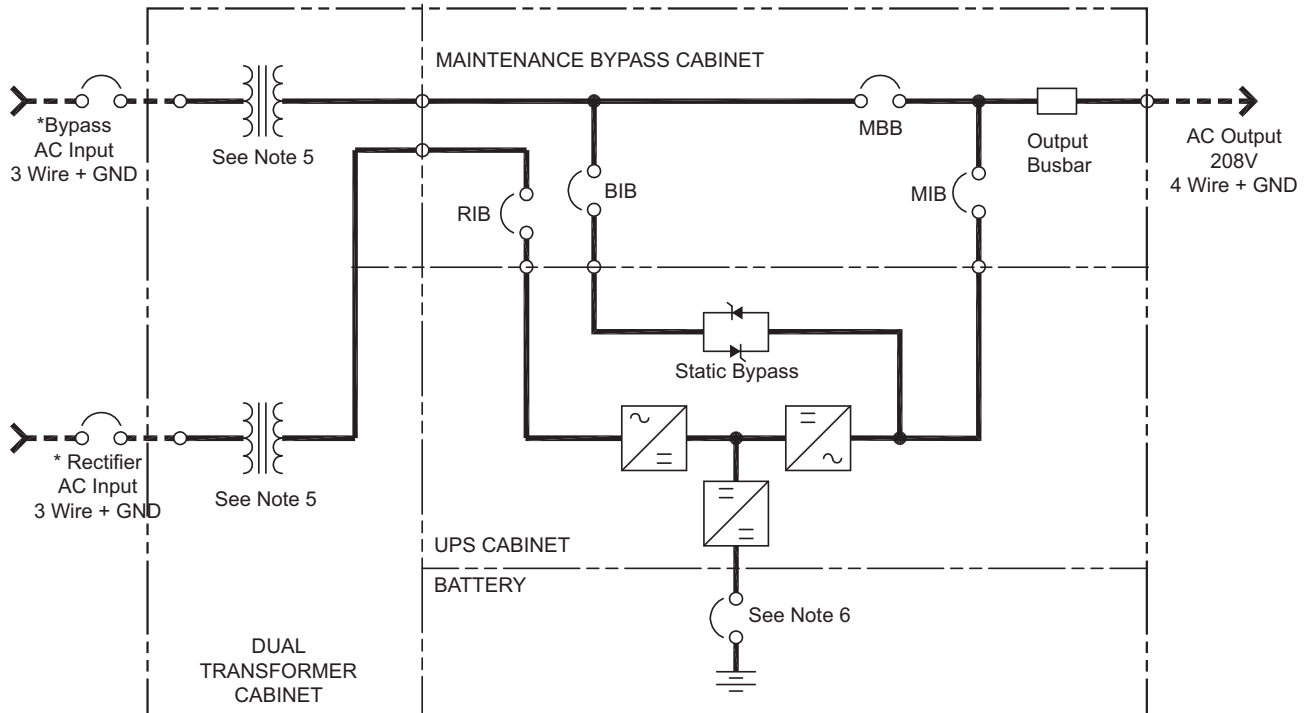 MAINTENANCE BYPASS CABINET
*Bypass
AC Input
3 Wire + GND
See Note 5
MBB
Output
Busbar
AC Output
208V
4 Wire + GND
RIB
BIB
MIB
Static Bypass
* Rectifier
AC Input
3 Wire + GND
See Note 5
UPS CABINET
BATTERY
See Note 6
DUAL
TRANSFORMER
CABINET